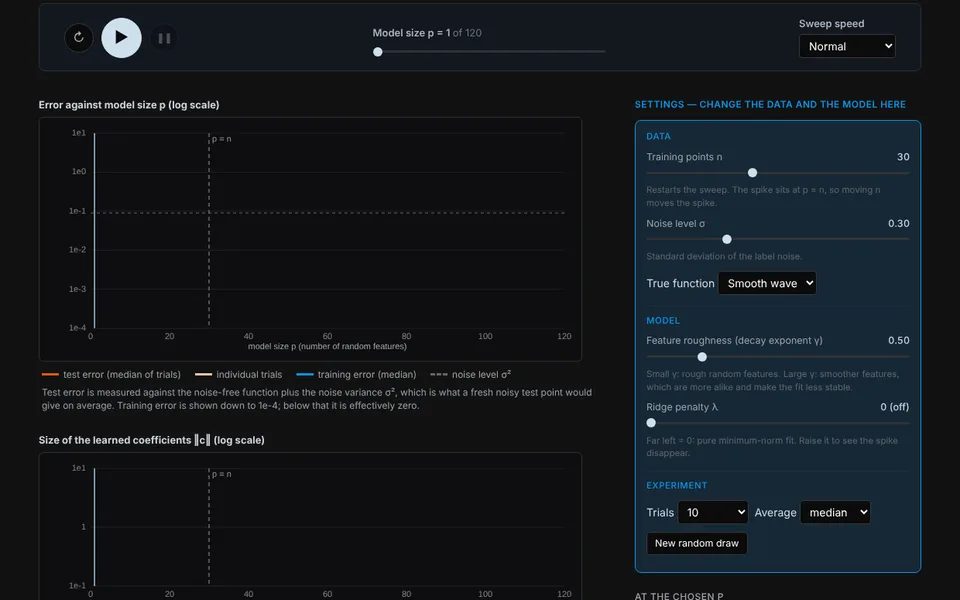 Model size p = 1 of 120
Sweep speed
Normal
Error against model size p (log scale)
1e1
1e0
1e-1
1e-2
1e-3
1e-4
p = n
0 20 40 60 80 100 120
model size p (number of random features)
test error (median of trials) individual trials training error (median) noise level σ²
Test error is measured against the noise-free function plus the noise variance σ², which is what a fresh noisy test point would
give on average. Training error is shown down to 1e-4; below that it is effectively zero.
Size of the learned coefficients ‖c‖ (log scale)
1e1
1
1e-1
p = n
0 20 40 60 80 100 120
SETTINGS — CHANGE THE DATA AND THE MODEL HERE
DATA
Training points n 30
Restarts the sweep. The spike sits at p = n, so moving n
moves the spike.
Noise level σ 0.30
Standard deviation of the label noise.
True function Smooth wave
MODEL
Feature roughness (decay exponent γ) 0.50
Small γ: rough random features. Large γ: smoother features,
which are more alike and make the fit less stable.
Ridge penalty λ 0 (off)
Far left = 0: pure minimum-norm fit. Raise it to see the spike
disappear.
EXPERIMENT
Trials 10 Average median
New random draw
AT THE CHOSEN P